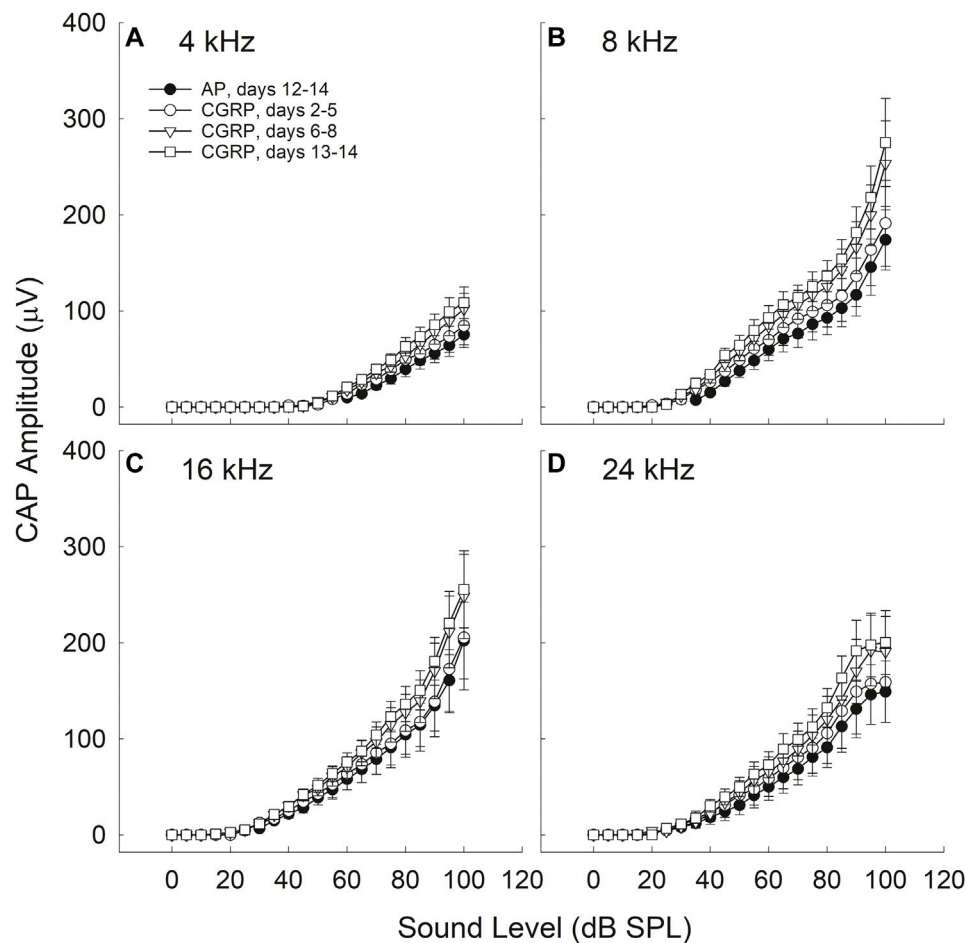 A 4 kHz
AP, days 12-14
CGRP, days 2-5
CGRP, days 6-8
CGRP, days 13-14
B 8 kHz
C 16 kHz
D 24 kHz
400
300
200
100
0
400
300
200
100
0
CAP Amplitude (μV)
0 20 40 60 80 100 0 20 40 60 80 100 120
Sound Level (dB SPL)